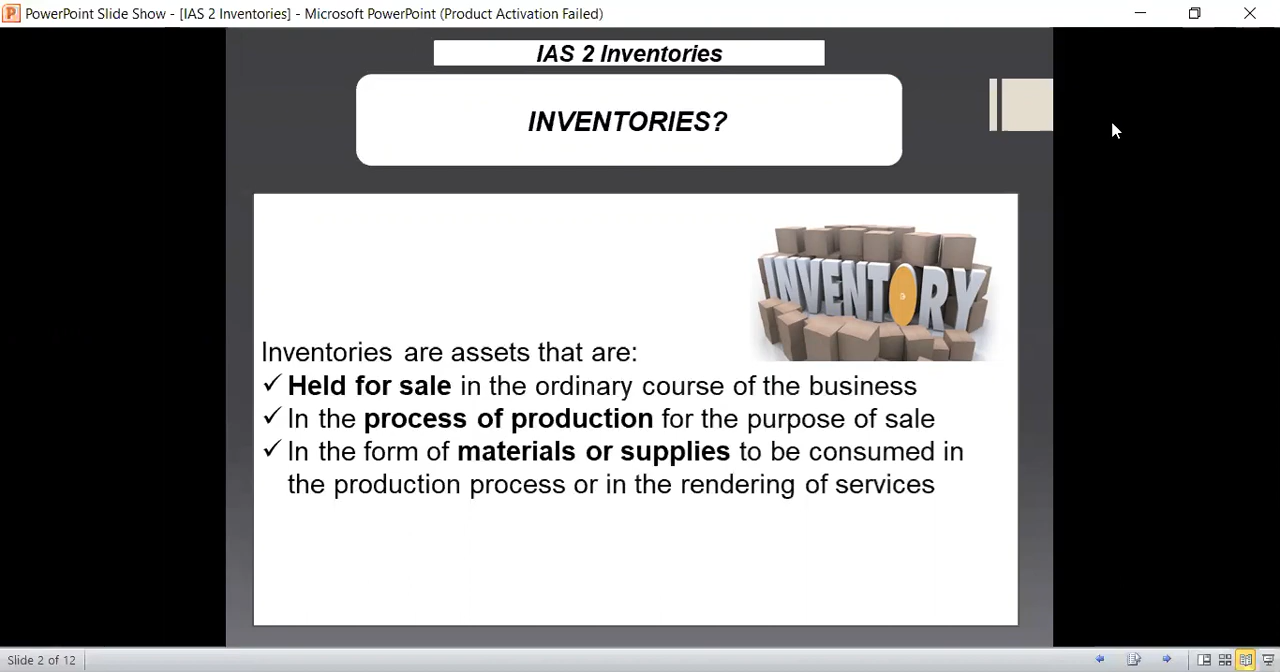 PowerPoint Slide Show - [IAS 2 Inventories] - Microsoft PowerPoint (Product Activation Failed)
IAS 2 Inventories
INVENTORIES?
INVENTORY
Inventories are assets that are:
✓ Held for sale in the ordinary course of the business
✓ In the process of production for the purpose of sale
✓ In the form of materials or supplies to be consumed in
the production process or in the rendering of services
Slide 2 of 12